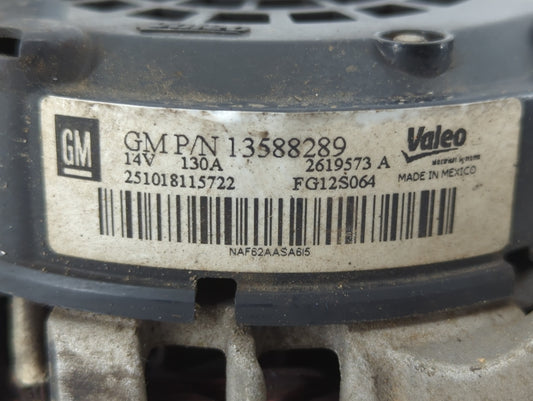 GM
GM P/N 13588289
14V 130A 2619573 A
251018115722 FG12S064
Valeo
MADE IN MEXICO
NAF62AASA6I5